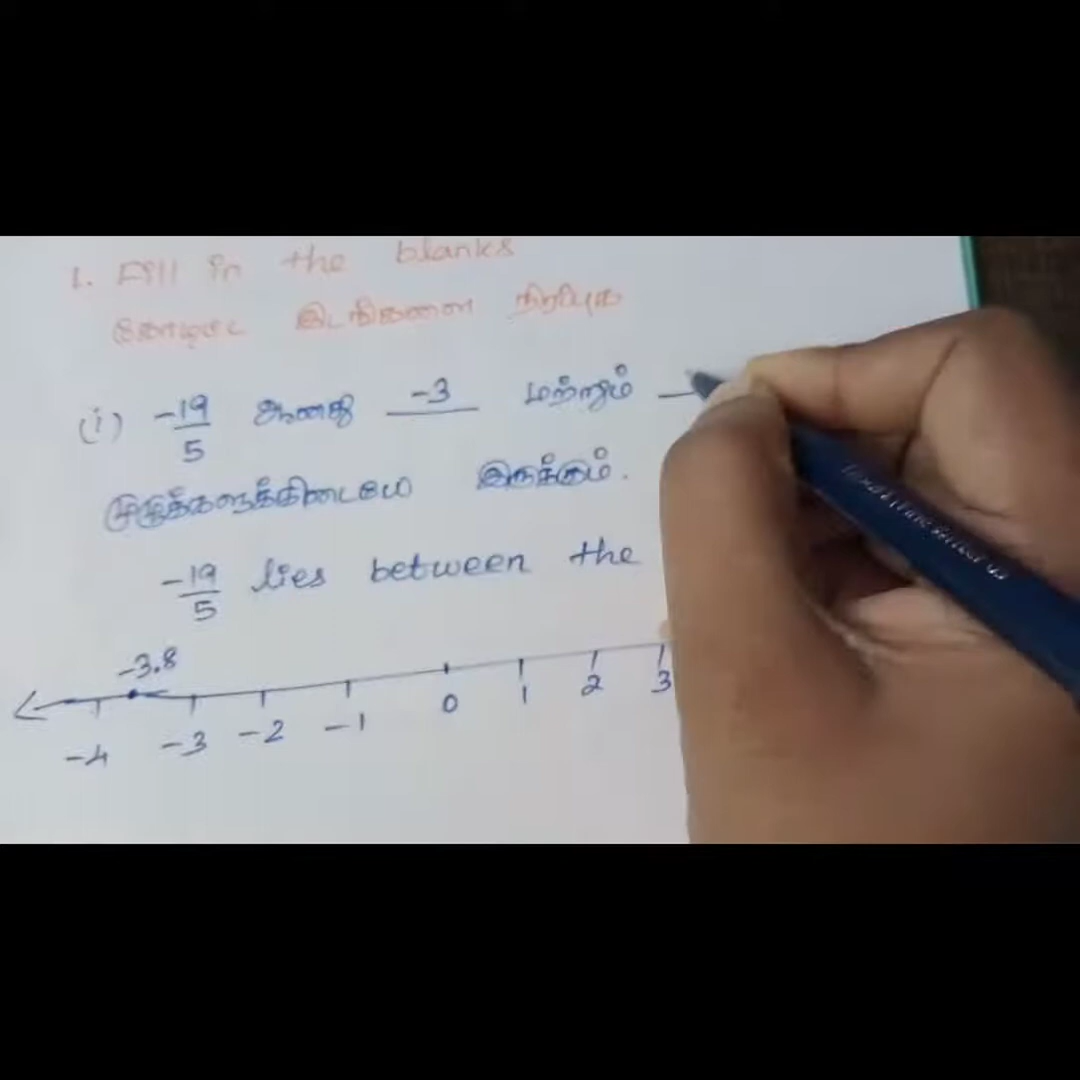 1. Fill in the blanks
கோடிட்ட இடங்களை நிரப்புக
(i) -19/5 ஆனது -3 மற்றும்
முழுக்களுக்கிடையே இருக்கும்.
-19/5 lies between the
-3.8
-4 -3 -2 -1 0 1 2 3